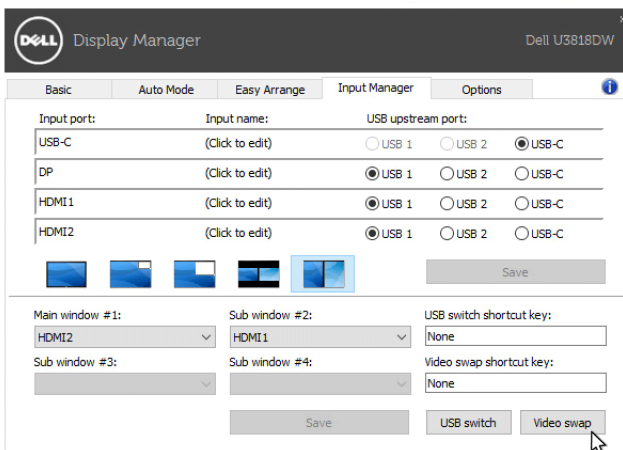 DELL Display Manager Dell U3818DW
Basic Auto Mode Easy Arrange Input Manager Options
Input port: Input name: USB upstream port:
USB-C (Click to edit) USB 1 USB 2 USB-C
DP (Click to edit) USB 1 USB 2 USB-C
HDMI1 (Click to edit) USB 1 USB 2 USB-C
HDMI2 (Click to edit) USB 1 USB 2 USB-C
Save
Main window #1: Sub window #2: USB switch shortcut key:
HDMI2 HDMI1 None
Sub window #3: Sub window #4: Video swap shortcut key:
None
Save USB switch Video swap